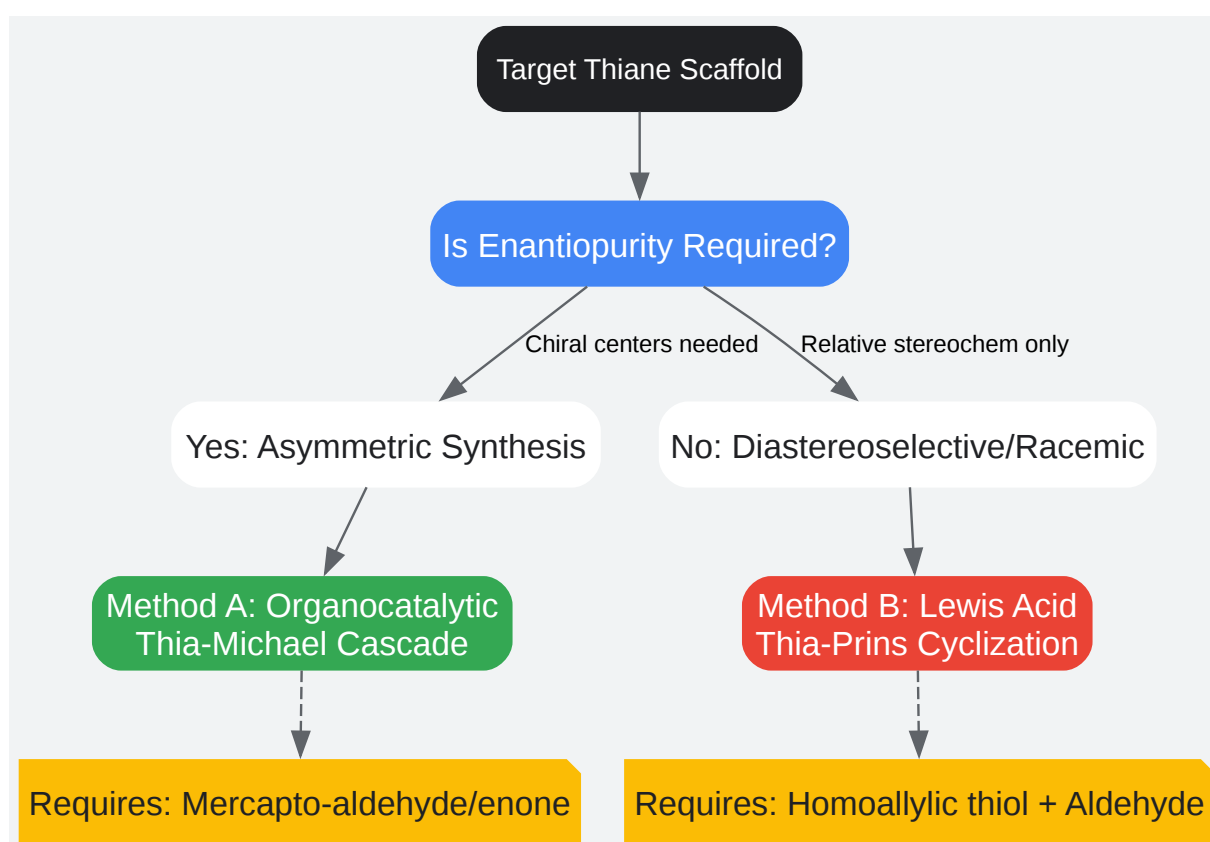 Target Thiane Scaffold
Is Enantiopurity Required?
Chiral centers needed
Relative stereochem only
Yes: Asymmetric Synthesis
No: Diastereoselective/Racemic
Method A: Organocatalytic
Thia-Michael Cascade
Method B: Lewis Acid
Thia-Prins Cyclization
Requires: Mercapto-aldehyde/enone
Requires: Homoallylic thiol + Aldehyde